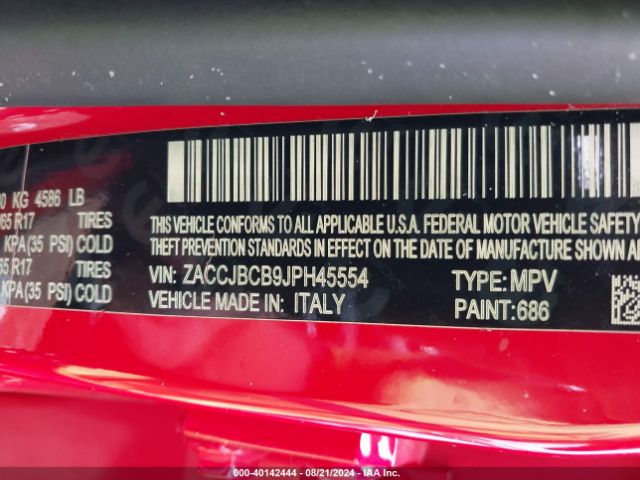 KG 4586 LB
65 R17 TIRES
KPA(35 PSI) COLD
65 R17 TIRES
KPA(35 PSI) COLD
THIS VEHICLE CONFORMS TO ALL APPLICABLE U.S.A. FEDERAL MOTOR VEHICLE SAFETY
THEFT PREVENTION STANDARDS IN EFFECT ON THE DATE OF MANUFACTURE SHOWN
VIN: ZACCJBCB9JPH45554 TYPE: MPV
VEHICLE MADE IN: ITALY PAINT:686
000-40142444 - 08/21/2024 - IAA Inc.